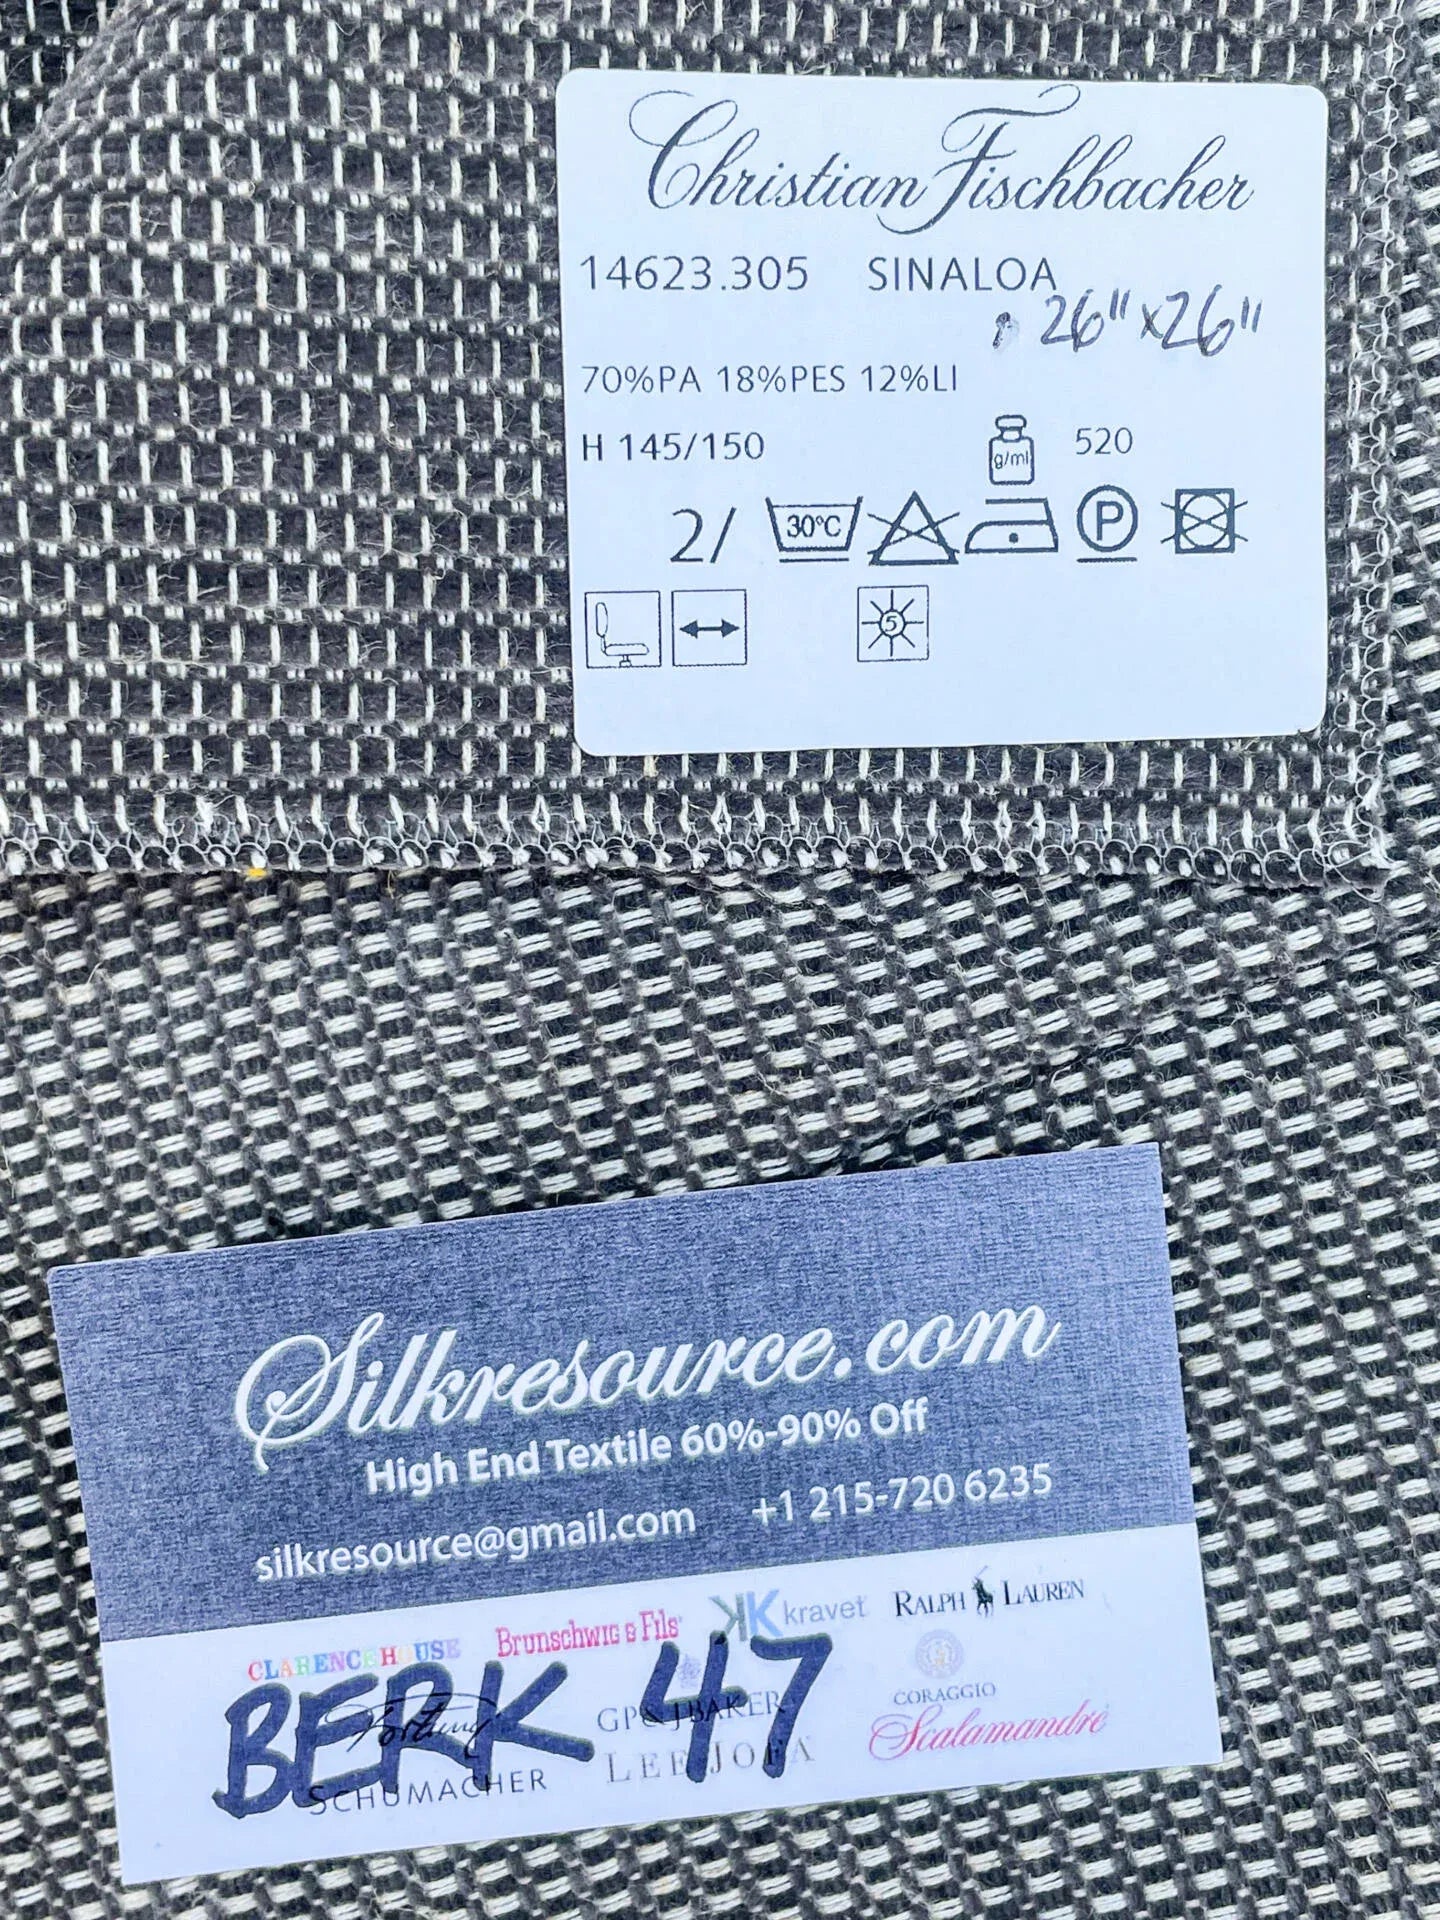 Christian Fischbacher
14623.305 SINALOA
26" x 26"
70%PA 18%PES 12%LI
H 145/150 g/ml 520
2/ 30°C P
5
Silkresource.com
High End Textile 60%-90% Off
silkresource@gmail.com +1 215-720 6235
CLARENCE HOUSE Brunschwig & Fils kravet RALPH LAUREN
BERK 47
Fortuny GP & J BAKER CORAGGIO
SCHUMACHER LEE JOFA Scalamandré